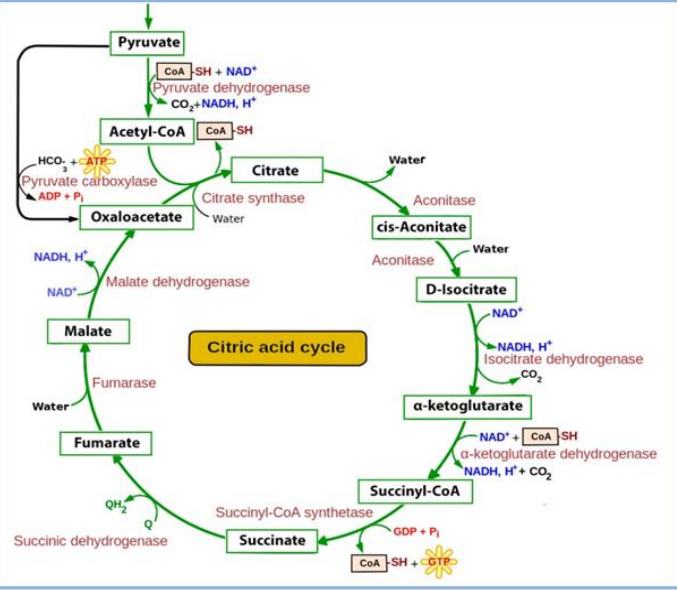 Pyruvate
CoA-SH + NAD⁺
Pyruvate dehydrogenase
CO₂+NADH, H⁺
Acetyl-CoA
CoA-SH
HCO₃⁻ + ATP
Pyruvate carboxylase
ADP + Pᵢ
Oxaloacetate
Citrate
Citrate synthase
Water
Water
Aconitase
cis-Aconitate
Water
Aconitase
D-Isocitrate
NAD⁺
NADH, H⁺
Isocitrate dehydrogenase
CO₂
α-ketoglutarate
NAD⁺ + CoA-SH
α-ketoglutarate dehydrogenase
NADH, H⁺+ CO₂
Succinyl-CoA
Succinyl-CoA synthetase
GDP + Pᵢ
CoA-SH + GTP
Succinate
QH₂
Q
Succinic dehydrogenase
Fumarate
Water
Fumarase
Malate
NADH, H⁺
NAD⁺
Malate dehydrogenase
Citric acid cycle